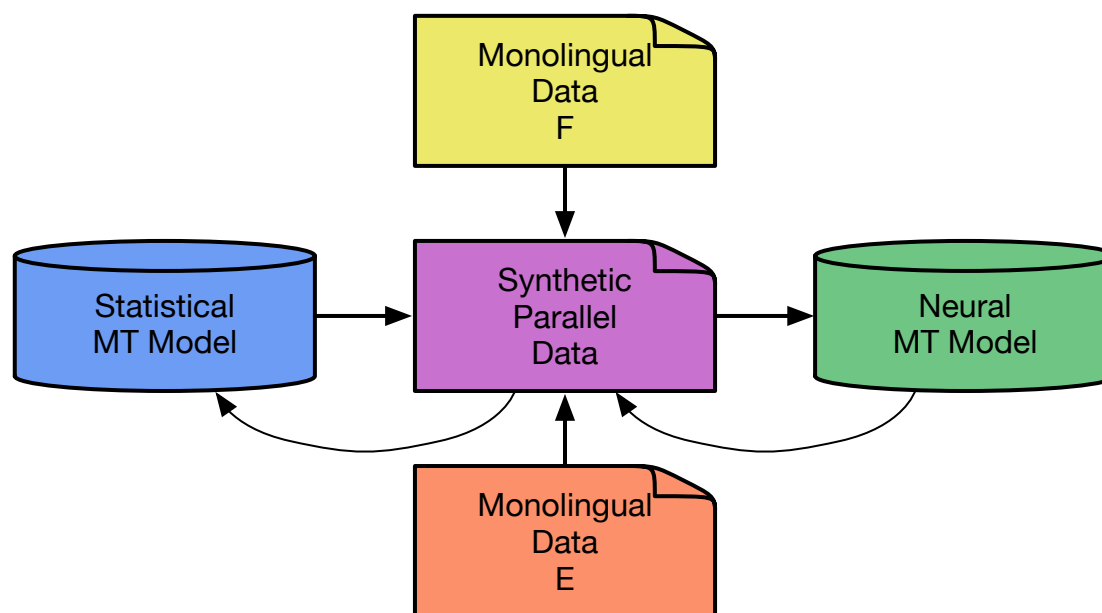 Monolingual
Data
F
Statistical
MT Model
Synthetic
Parallel
Data
Neural
MT Model
Monolingual
Data
E